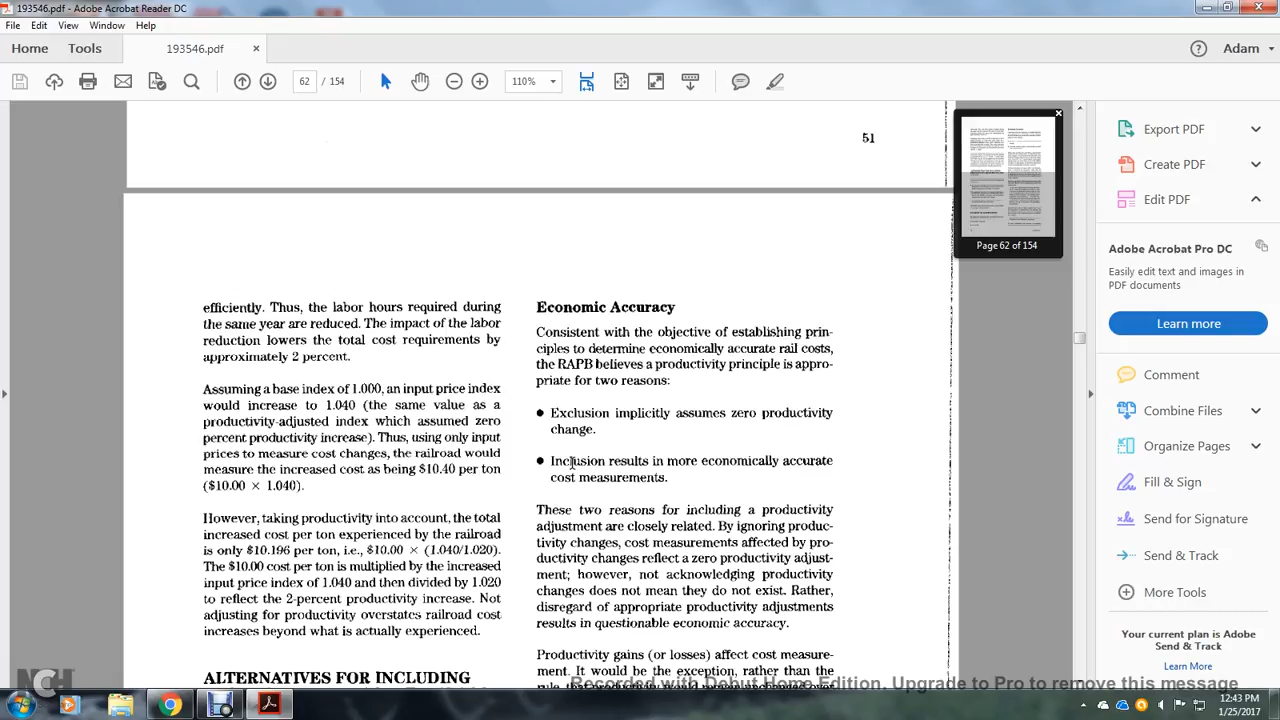 193546.pdf - Adobe Acrobat Reader DC
File Edit View Window Help
Home Tools 193546.pdf × Adam
62 / 154 110%
51
efficiently. Thus, the labor hours required during
the same year are reduced. The impact of the labor
reduction lowers the total cost requirements by
approximately 2 percent.
Assuming a base index of 1.000, an input price index
would increase to 1.040 (the same value as a
productivity-adjusted index which assumed zero
percent productivity increase). Thus, using only input
prices to measure cost changes, the railroad would
measure the increased cost as being $10.40 per ton
($10.00 × 1.040).
However, taking productivity into account, the total
increased cost per ton experienced by the railroad
is only $10.196 per ton, i.e., $10.00 × (1.040/1.020).
The $10.00 cost per ton is multiplied by the increased
input price index of 1.040 and then divided by 1.020
to reflect the 2-percent productivity increase. Not
adjusting for productivity overstates railroad cost
increases beyond what is actually experienced.
ALTERNATIVES FOR INCLUDING
Economic Accuracy
Consistent with the objective of establishing prin-
ciples to determine economically accurate rail costs,
the RAPB believes a productivity principle is appro-
priate for two reasons:
● Exclusion implicitly assumes zero productivity
change.
● Inclusion results in more economically accurate
cost measurements.
These two reasons for including a productivity
adjustment are closely related. By ignoring produc-
tivity changes, cost measurements affected by pro-
ductivity changes reflect a zero productivity adjust-
ment; however, not acknowledging productivity
changes does not mean they do not exist. Rather,
disregard of appropriate productivity adjustments
results in questionable economic accuracy.
Productivity gains (or losses) affect cost measure-
ment. It would be the exception, rather than the
Page 62 of 154
Export PDF
Create PDF
Edit PDF
Adobe Acrobat Pro DC
Easily edit text and images in
PDF documents
Learn more
Comment
Combine Files
Organize Pages
Fill & Sign
Send for Signature
Send & Track
More Tools
Your current plan is Adobe
Send & Track
Learn More
NCH
Recorded with Debut Home Edition. Upgrade to Pro to remove this message
12:43 PM
1/25/2017